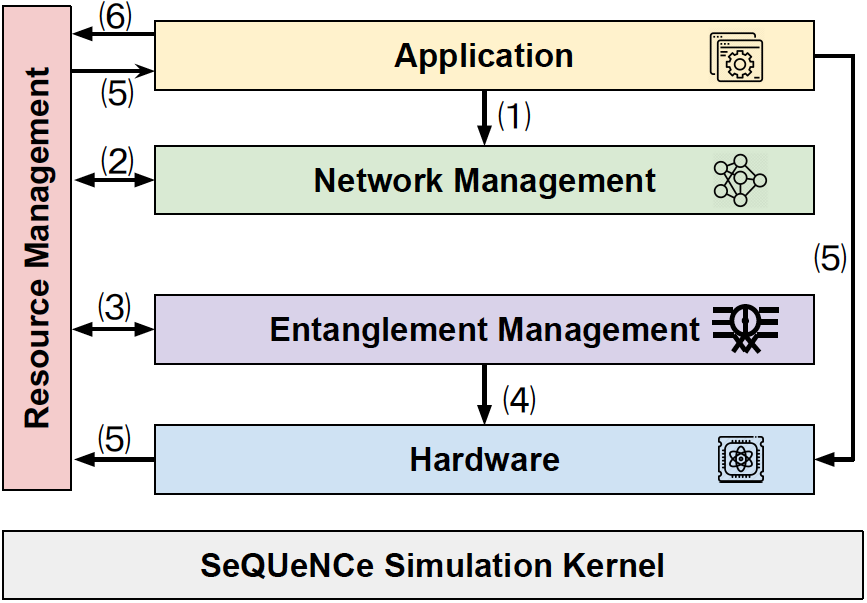 (6)
Application
(5)
(1)
Resource Management
(2)
Network Management
(5)
(3)
Entanglement Management
(4)
(5)
Hardware
SeQUeNCe Simulation Kernel